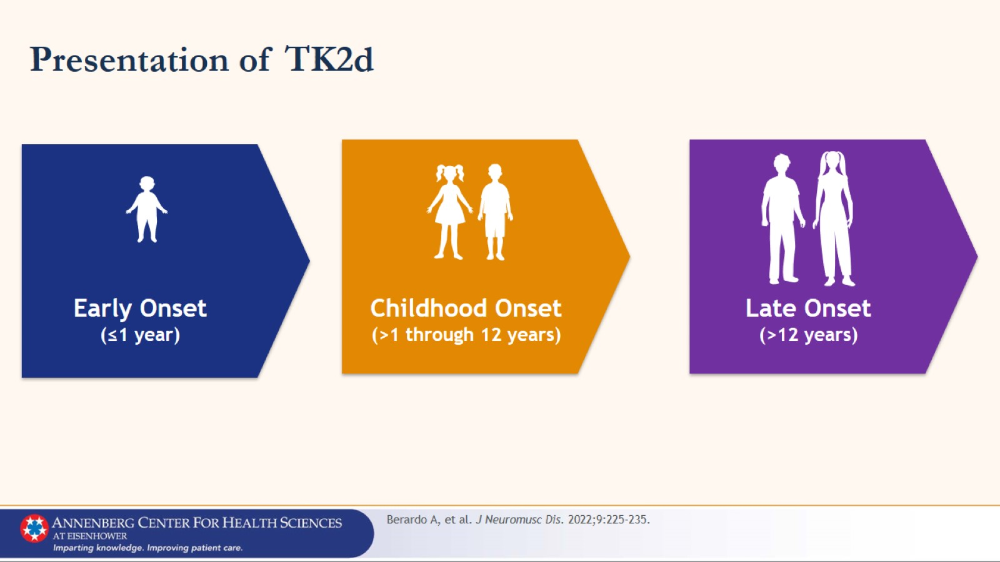 Presentation of TK2d
Early Onset
(≤1 year)
Childhood Onset
(>1 through 12 years)
Late Onset
(>12 years)
ANNENBERG CENTER FOR HEALTH SCIENCES
AT EISENHOWER
Imparting knowledge. Improving patient care.
Berardo A, et al. J Neuromusc Dis. 2022;9:225-235.